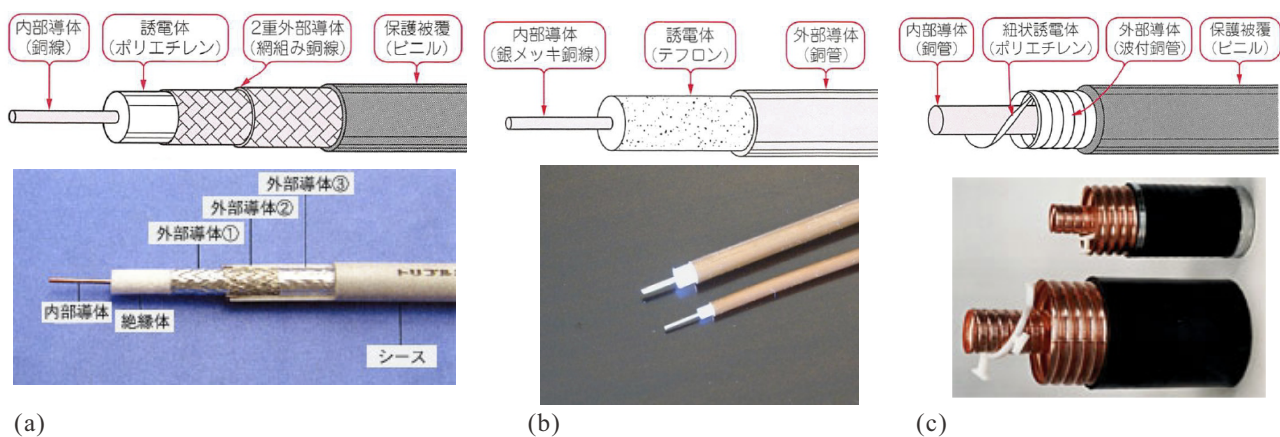 内部導体
(銅線)
誘電体
(ポリエチレン)
2重外部導体
(網組み銅線)
保護被覆
(ビニル)
外部導体③
外部導体②
外部導体①
トリプル
内部導体
絶縁体
シース
(a)
内部導体
(銀メッキ銅線)
誘電体
(テフロン)
外部導体
(銅管)
(b)
内部導体
(銅管)
紐状誘電体
(ポリエチレン)
外部導体
(波付銅管)
保護被覆
(ビニル)
(c)